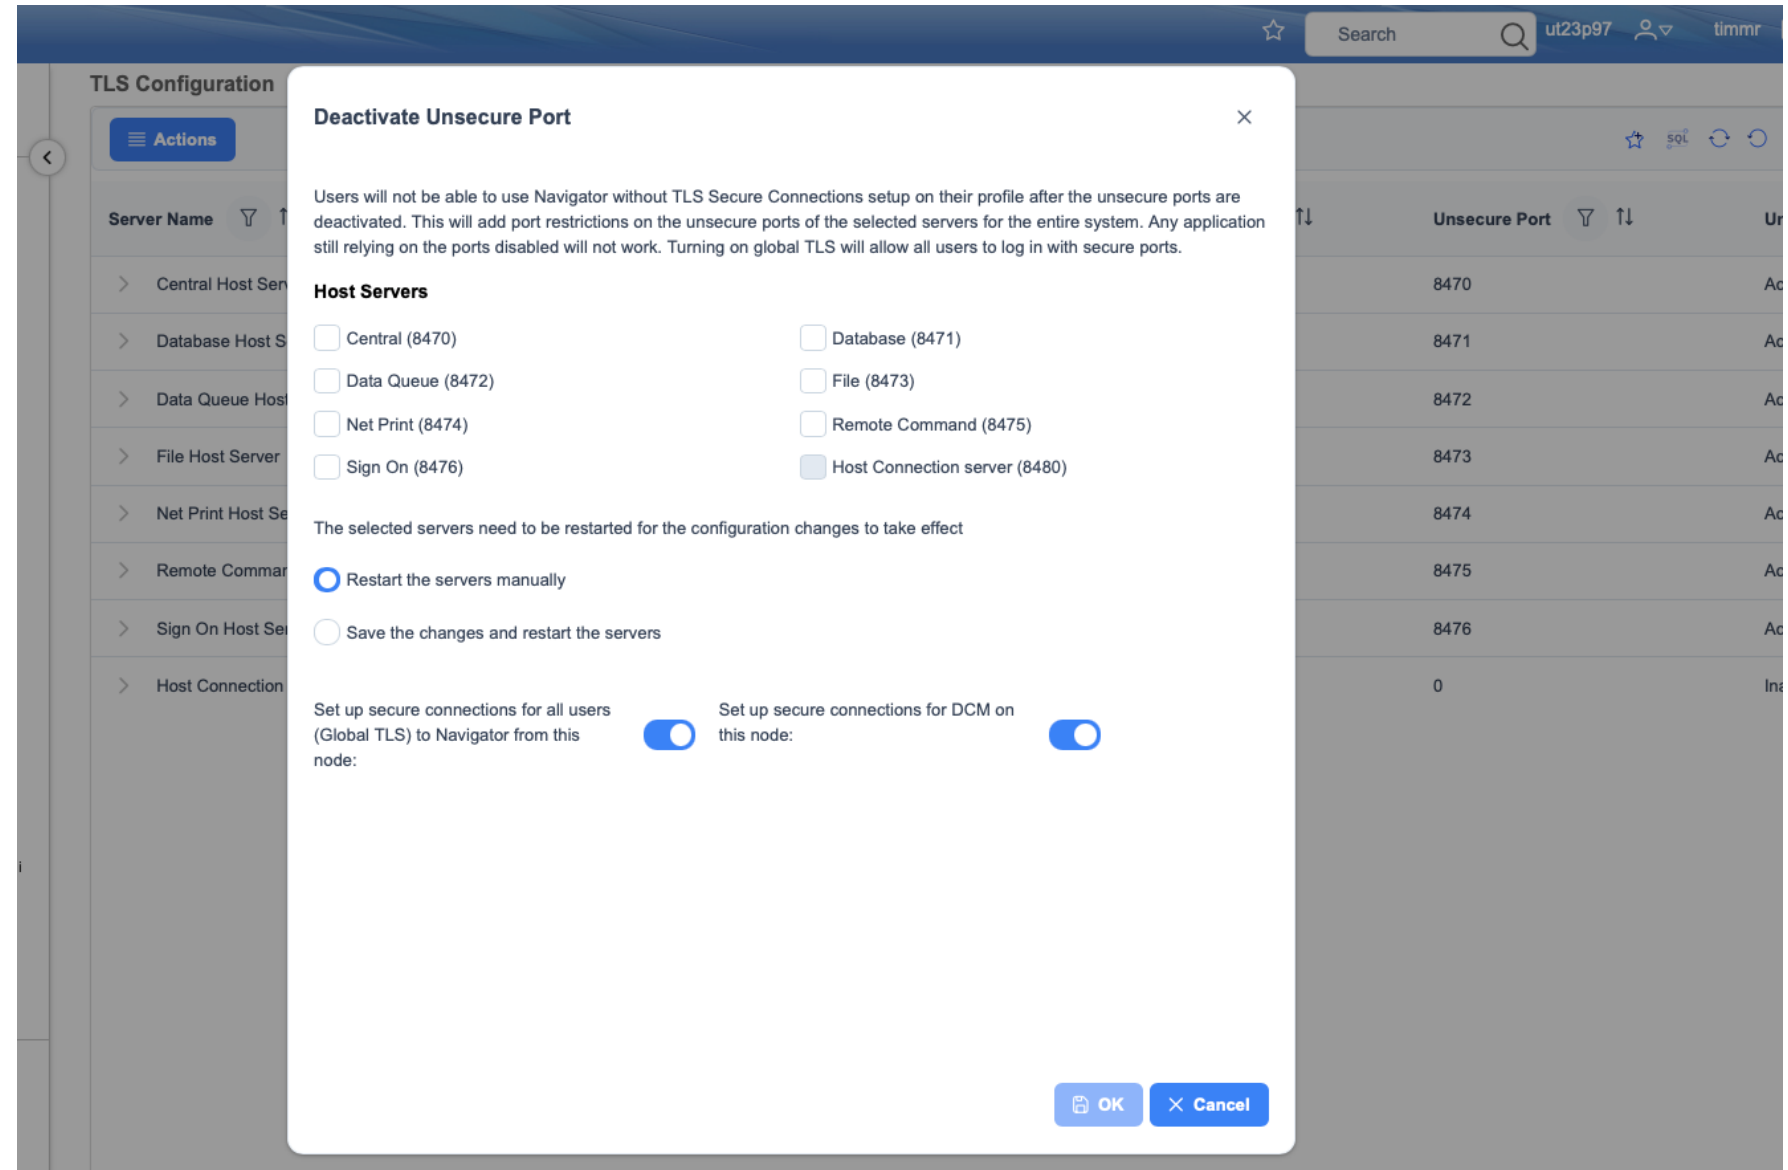 Search
ut23p97
timmr
TLS Configuration
Actions
SQL
Server Name
Unsecure Port
Central Host Ser
8470
Database Host S
8471
Data Queue Host
8472
File Host Server
8473
Net Print Host Se
8474
Remote Comman
8475
Sign On Host Ser
8476
Host Connection
0
Deactivate Unsecure Port
Users will not be able to use Navigator without TLS Secure Connections setup on their profile after the unsecure ports are
deactivated. This will add port restrictions on the unsecure ports of the selected servers for the entire system. Any application
still relying on the ports disabled will not work. Turning on global TLS will allow all users to log in with secure ports.
Host Servers
Central (8470)
Database (8471)
Data Queue (8472)
File (8473)
Net Print (8474)
Remote Command (8475)
Sign On (8476)
Host Connection server (8480)
The selected servers need to be restarted for the configuration changes to take effect
Restart the servers manually
Save the changes and restart the servers
Set up secure connections for all users
(Global TLS) to Navigator from this
node:
Set up secure connections for DCM on
this node:
OK
Cancel